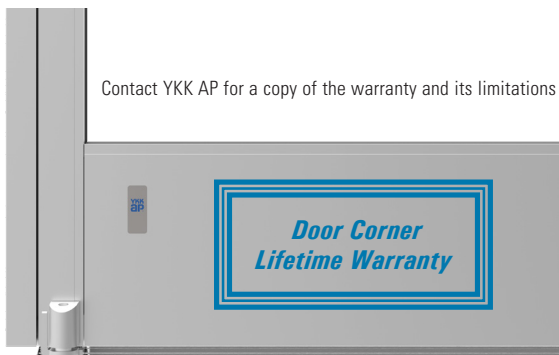 Contact YKK AP for a copy of the warranty and its limitations
YKK
ap
Door Corner
Lifetime Warranty